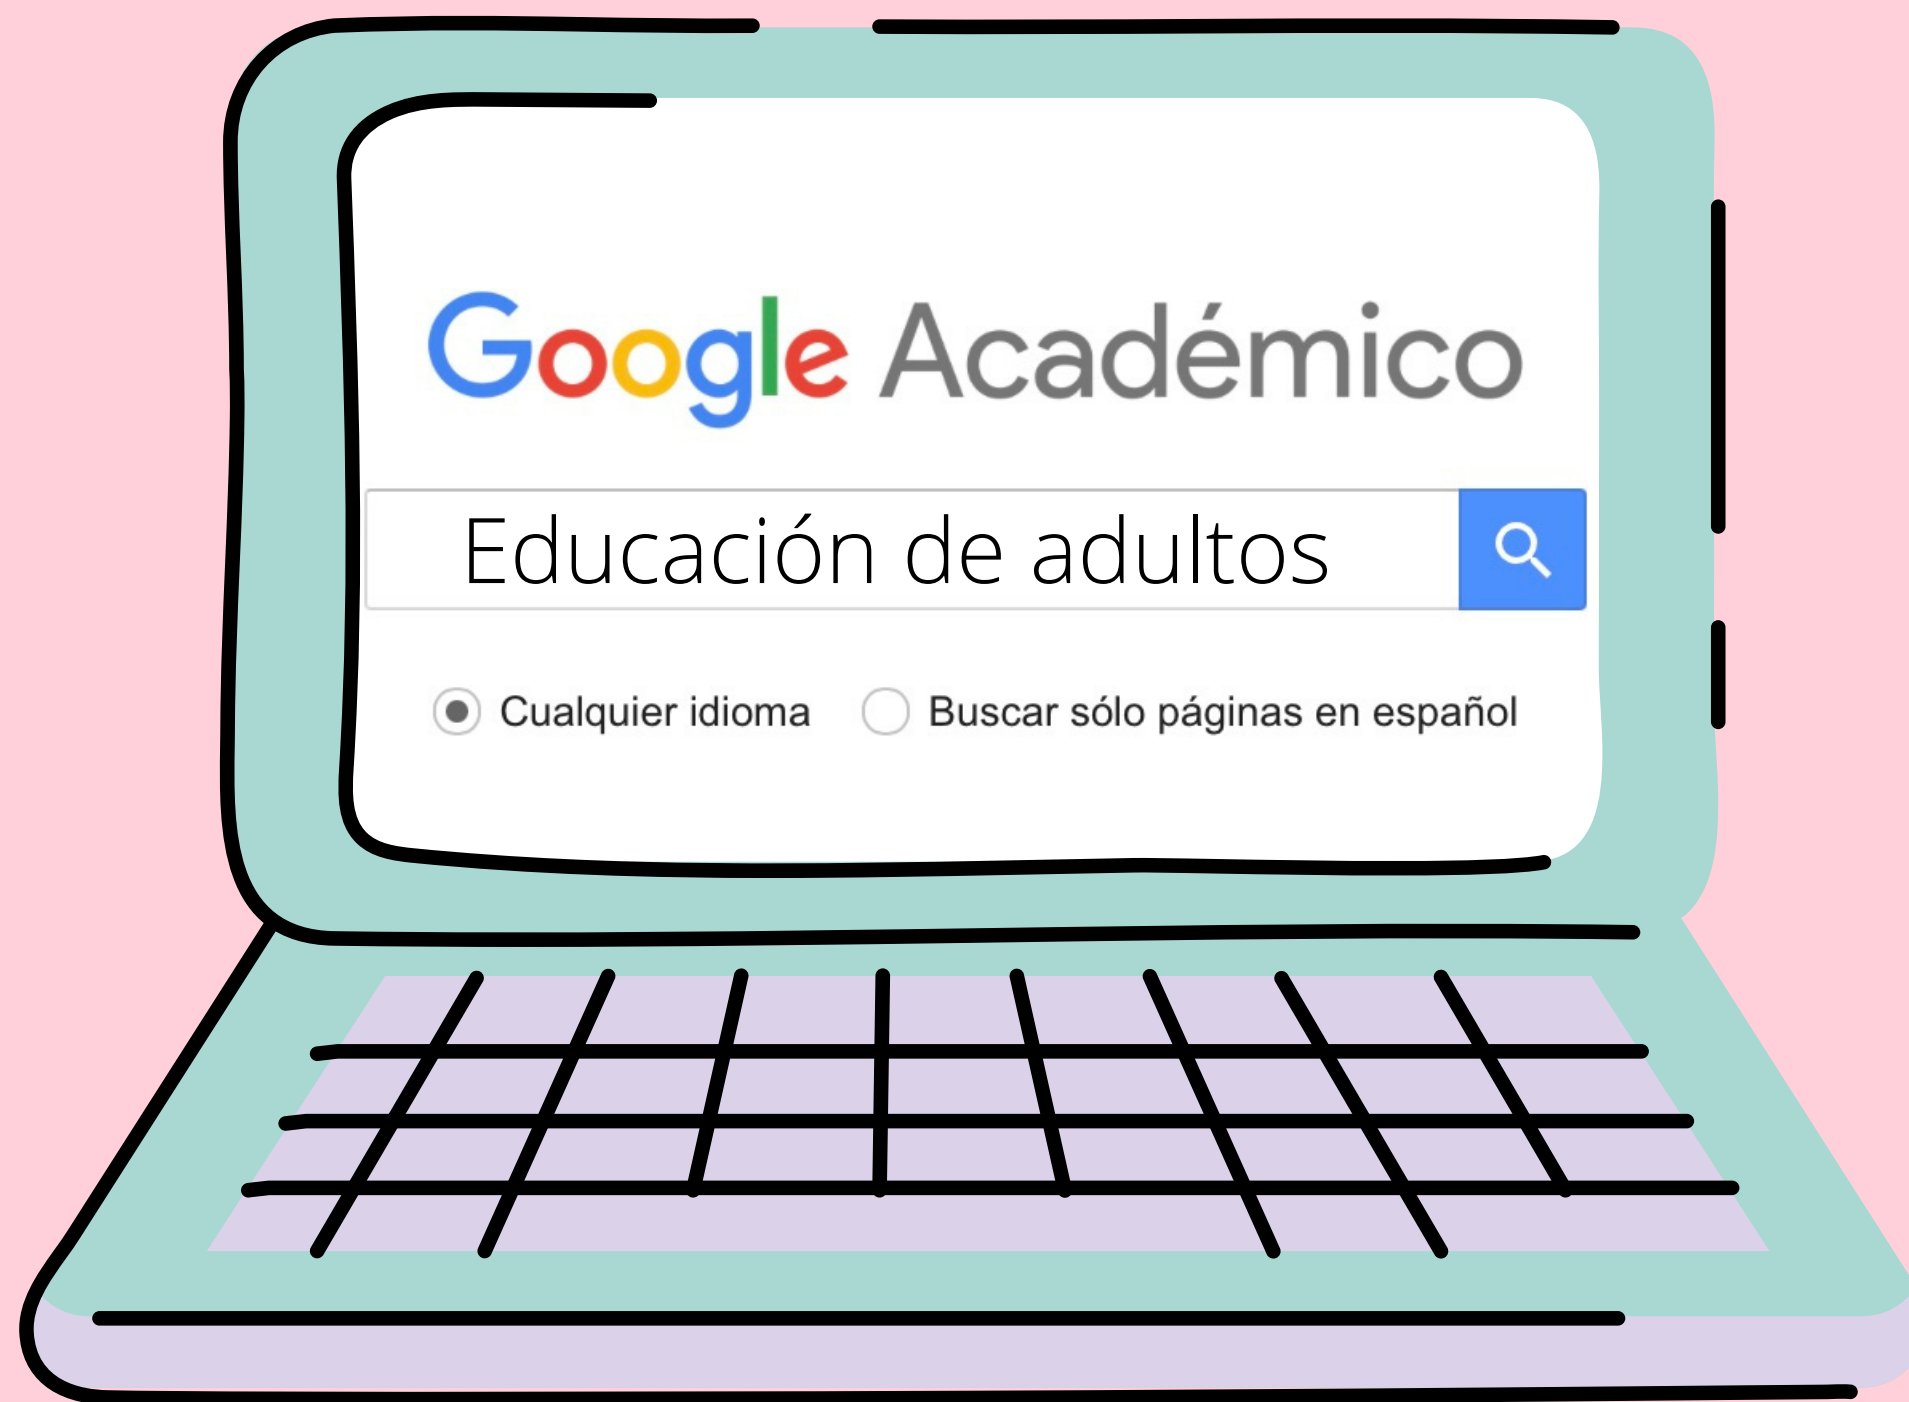 Google Académico
Educación de adultos
Cualquier idioma Buscar sólo páginas en español